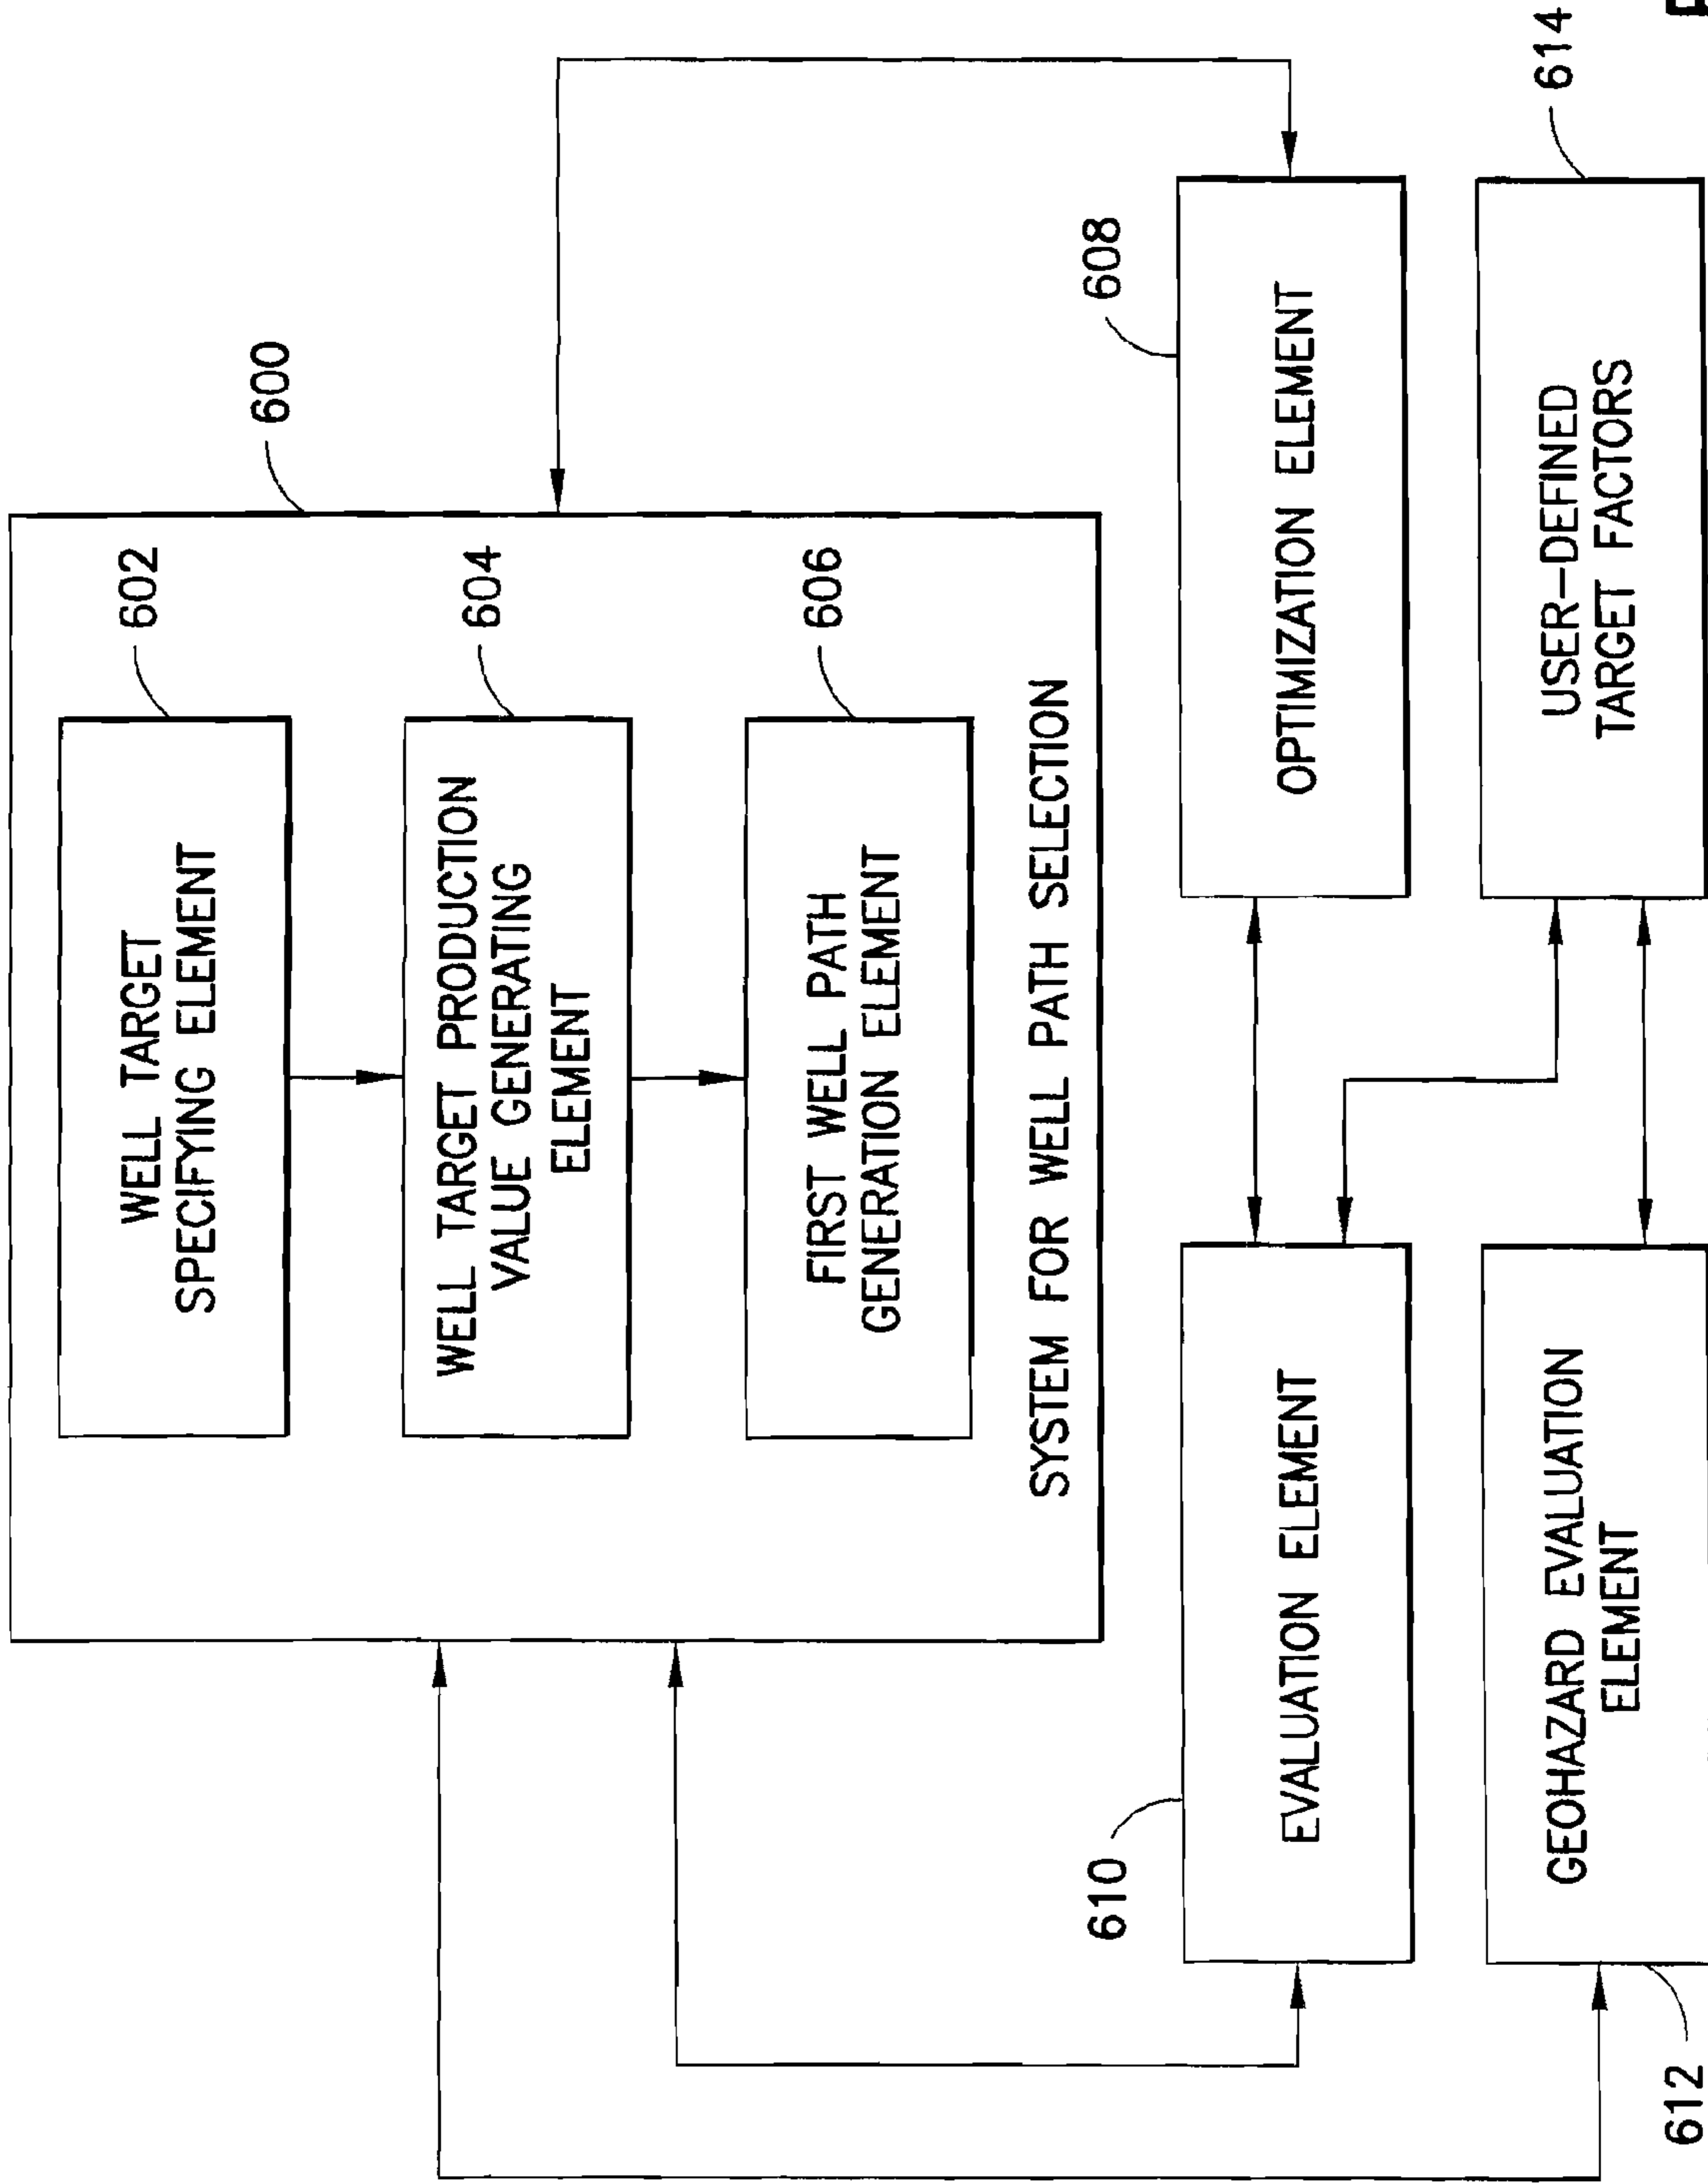 600
602
WELL TARGET
SPECIFYING ELEMENT
604
WELL TARGET PRODUCTION
VALUE GENERATING
ELEMENT
606
FIRST WELL PATH
GENERATION ELEMENT
SYSTEM FOR WELL PATH SELECTION
610
EVALUATION ELEMENT
608
OPTIMIZATION ELEMENT
612
GEOHAZARD EVALUATION
ELEMENT
614
USER-DEFINED
TARGET FACTORS